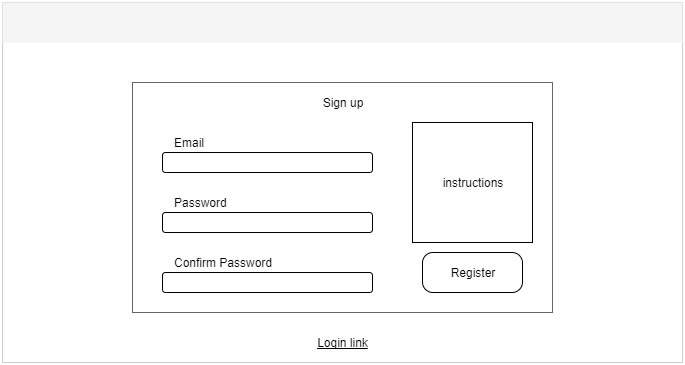 Sign up
Email
Password
Confirm Password
instructions
Register
Login link